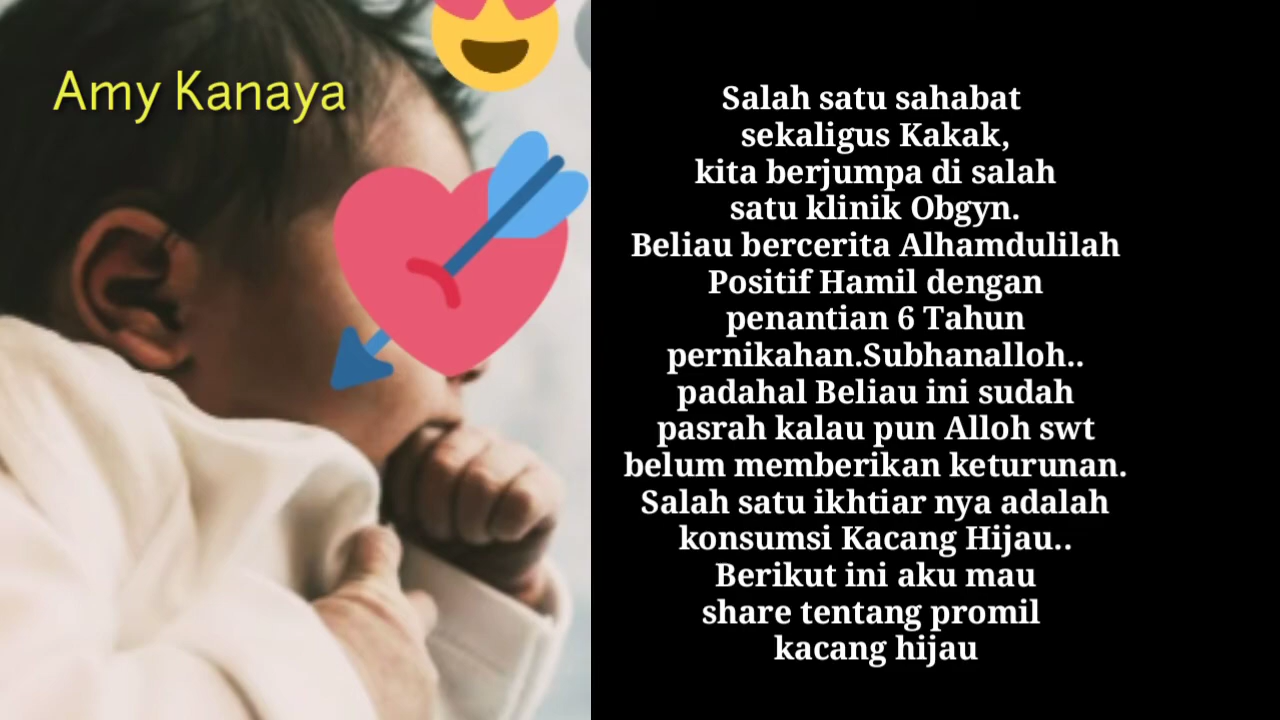 Amy Kanaya
Salah satu sahabat
sekaligus Kakak,
kita berjumpa di salah
satu klinik Obgyn.
Beliau bercerita Alhamdulilah
Positif Hamil dengan
penantian 6 Tahun
pernikahan.Subhanalloh..
padahal Beliau ini sudah
pasrah kalau pun Alloh swt
belum memberikan keturunan.
Salah satu ikhtiar nya adalah
konsumsi Kacang Hijau..
Berikut ini aku mau
share tentang promil
kacang hijau